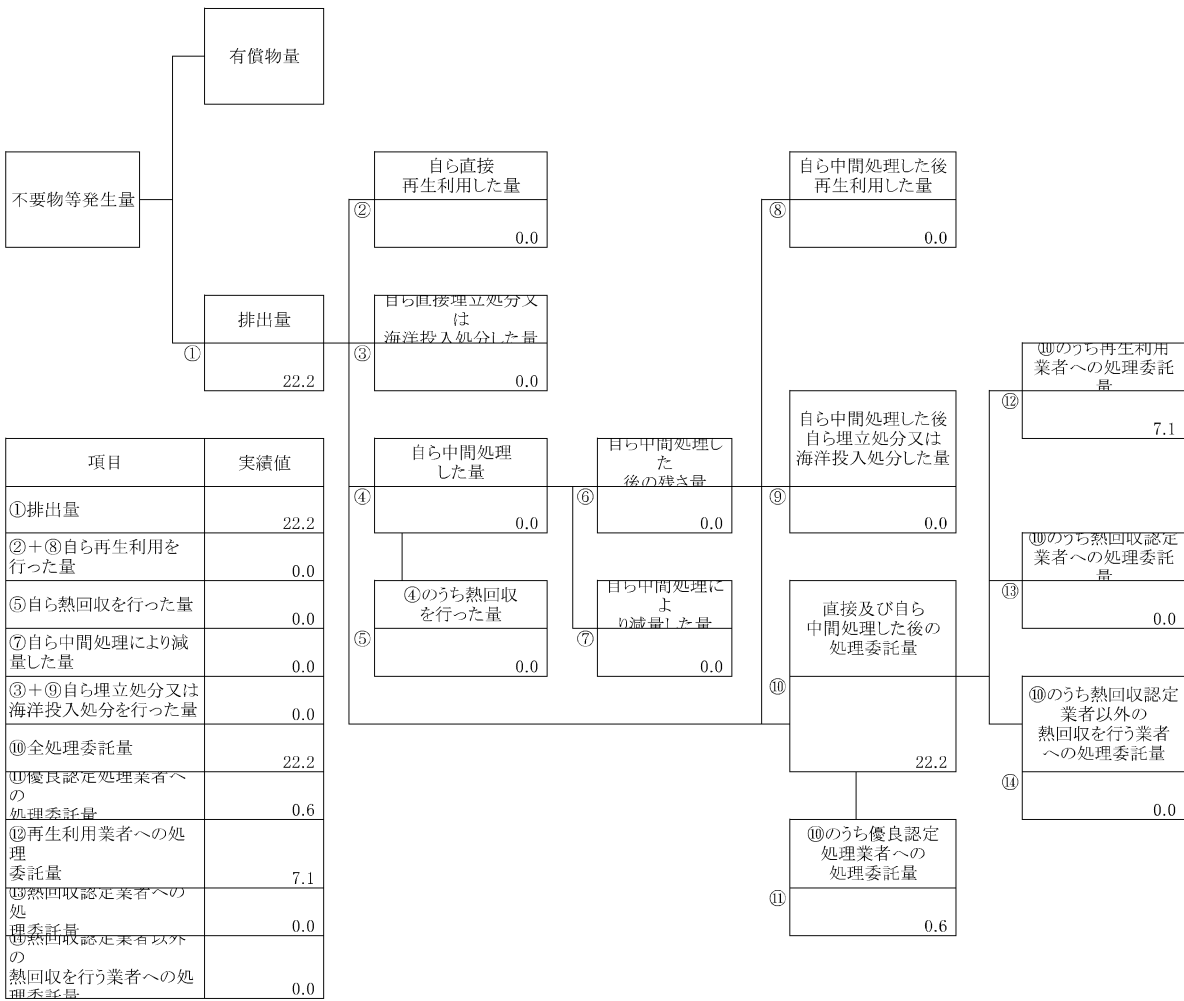 有償物量
不要物等発生量
自ら直接
再生利用した量
②
0.0
自ら中間処理した後
再生利用した量
⑧
0.0
排出量
①
22.2
自ら直接埋立処分又
は
海洋投入処分した量
③
0.0
⑩のうち再生利用
業者への処理委託
量
⑫
7.1
自ら中間処理
した量
④
0.0
自ら中間処理し
た
後の残さ量
⑥
0.0
自ら中間処理した後
自ら埋立処分又は
海洋投入処分した量
⑨
0.0
⑩のうち熱回収認定
業者への処理委託
量
⑬
0.0
④のうち熱回収
を行った量
⑤
0.0
自ら中間処理によ
り減量した量
⑦
0.0
直接及び自ら
中間処理した後の
処理委託量
⑩
22.2
⑩のうち熱回収認定
業者以外の
熱回収を行う業者
への処理委託量
⑭
0.0
⑩のうち優良認定
処理業者への
処理委託量
⑪
0.6
項目 実績値
①排出量 22.2
②+⑧自ら再生利用を
行った量 0.0
⑤自ら熱回収を行った量 0.0
⑦自ら中間処理により減
量した量 0.0
③+⑨自ら埋立処分又は
海洋投入処分を行った量 0.0
⑩全処理委託量 22.2
⑪優良認定処理業者へ
の
処理委託量 0.6
⑫再生利用業者への処
理
委託量 7.1
⑬熱回収認定業者への
処
理委託量 0.0
⑭熱回収認定業者以外
の
熱回収を行う業者への処
理委託量 0.0